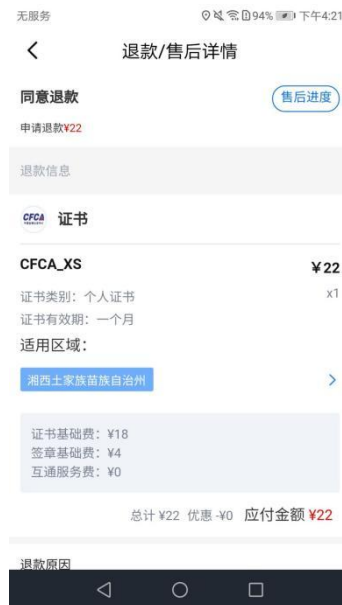 无服务 94% 下午4:21
退款/售后详情
同意退款 售后进度
申请退款¥22
退款信息
CFCA 证书
CFCA_XS ¥22
证书类别：个人证书 x1
证书有效期：一个月
适用区域：
湘西土家族苗族自治州
证书基础费：¥18
签章基础费：¥4
互通服务费：¥0
总计 ¥22 优惠 -¥0 应付金额 ¥22
退款原因